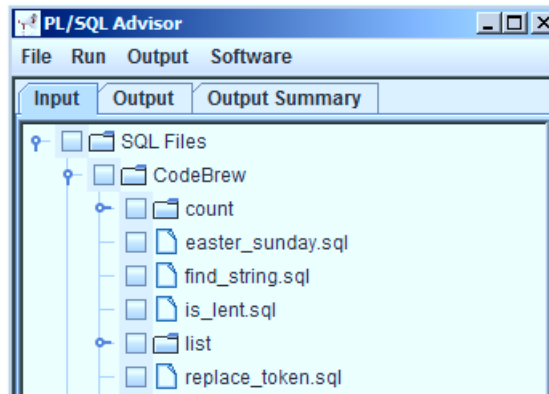 PL/SQL Advisor
File Run Output Software
Input Output Output Summary
SQL Files
CodeBrew
count
easter_sunday.sql
find_string.sql
is_lent.sql
list
replace_token.sql